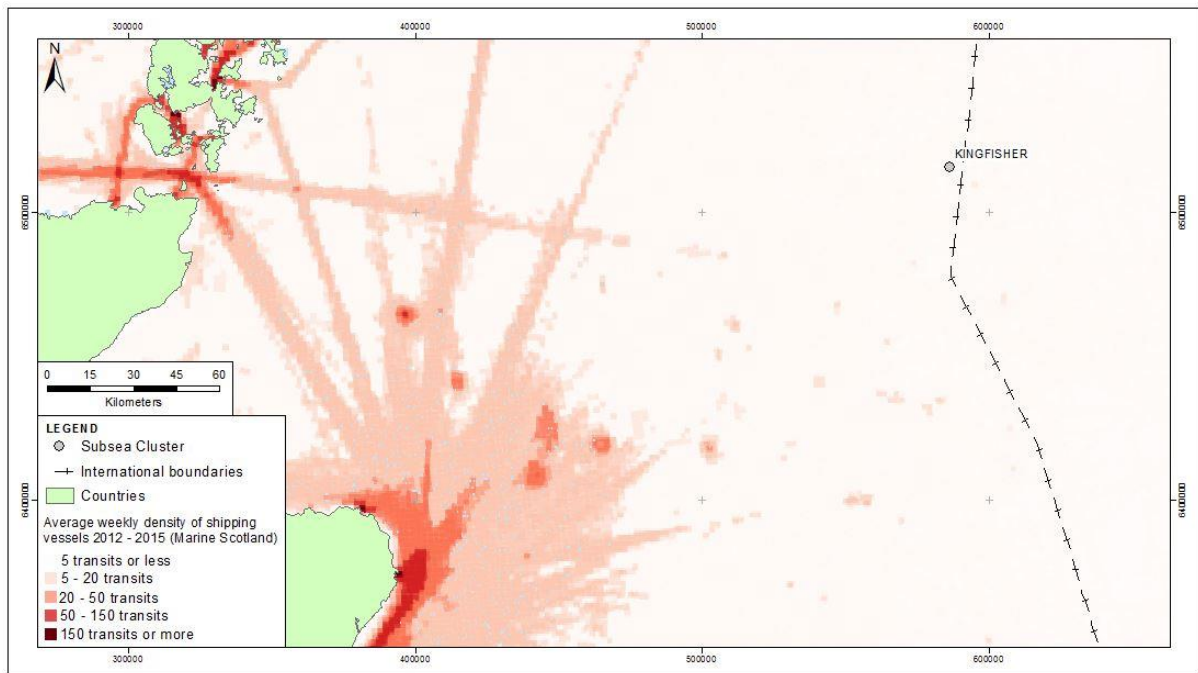 300000 400000 500000 600000
N
KINGFISHER
6500000 6500000
0 15 30 45 60
Kilometers
LEGEND
Subsea Cluster
International boundaries
Countries
6400000 6400000
Average weekly density of shipping
vessels 2012 - 2015 (Marine Scotland)
5 transits or less
5 - 20 transits
20 - 50 transits
50 - 150 transits
150 transits or more
300000 400000 500000 600000